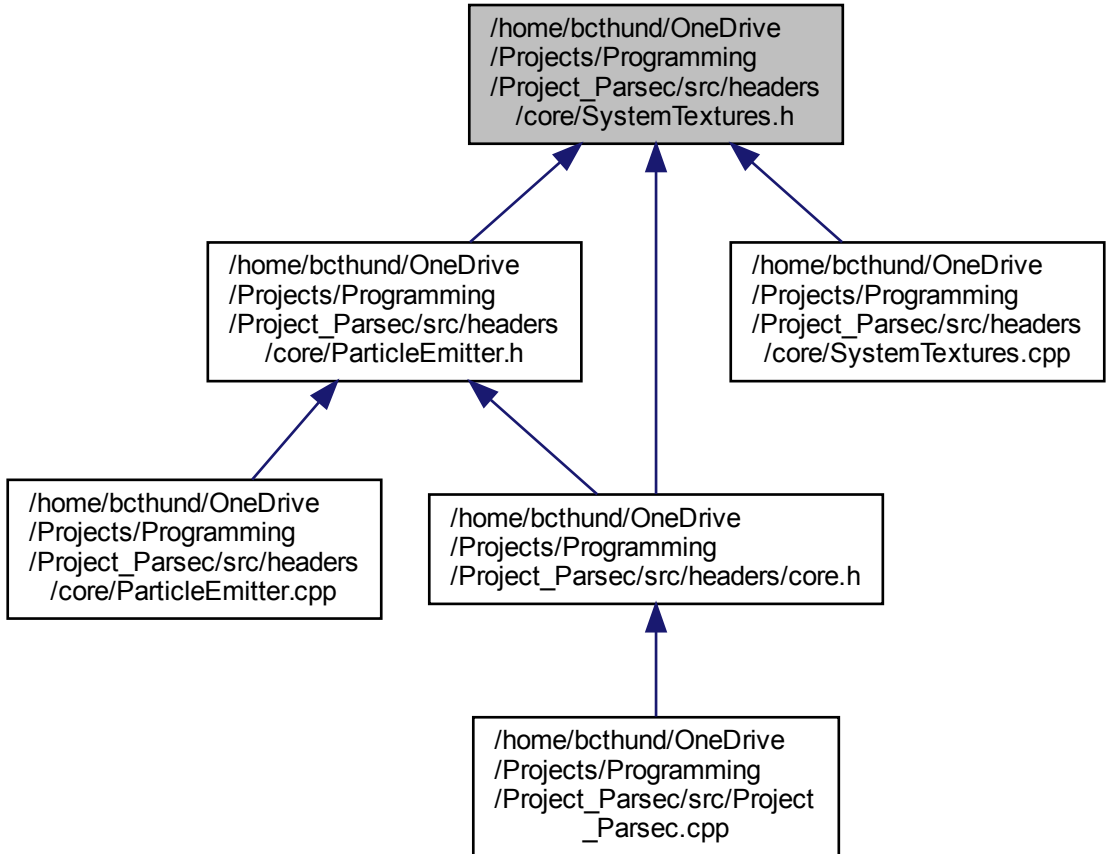 /home/bcthund/OneDrive
/Projects/Programming
/Project_Parsec/src/headers
/core/SystemTextures.h
/home/bcthund/OneDrive
/Projects/Programming
/Project_Parsec/src/headers
/core/ParticleEmitter.h
/home/bcthund/OneDrive
/Projects/Programming
/Project_Parsec/src/headers
/core/SystemTextures.cpp
/home/bcthund/OneDrive
/Projects/Programming
/Project_Parsec/src/headers
/core/ParticleEmitter.cpp
/home/bcthund/OneDrive
/Projects/Programming
/Project_Parsec/src/headers/core.h
/home/bcthund/OneDrive
/Projects/Programming
/Project_Parsec/src/Project
_Parsec.cpp